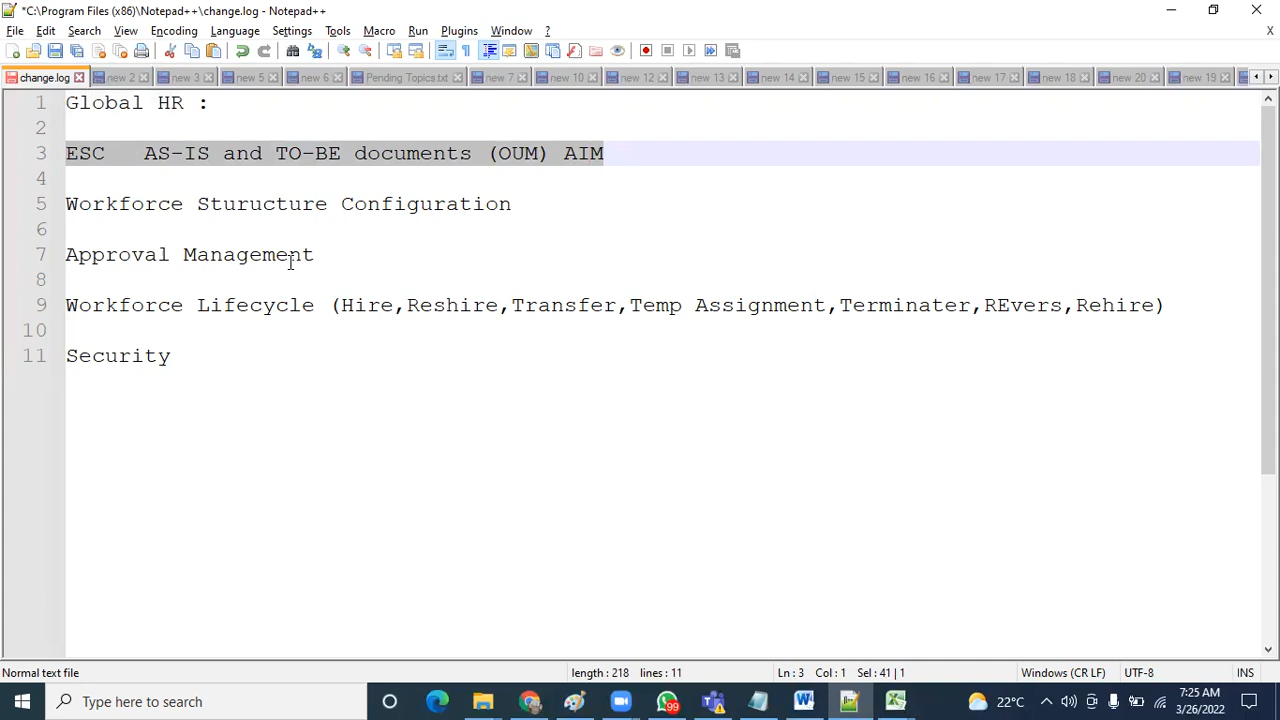 *C:\Program Files (x86)\Notepad++\change.log - Notepad++
File Edit Search View Encoding Language Settings Tools Macro Run Plugins Window ? X
change.log new 2 new 3 new 5 new 6 Pending Topics new 7 new 10 new 12 new 13 new 14 new 15 new 16 new 17 new 18 new 20 new 19
1 Global HR :
2
3 ESC AS-IS and TO-BE documents (OUM) AIM
4
5 Workforce Sturucture Configuration
6
7 Approval Management
8
9 Workforce Lifecycle (Hire,Reshire,Transfer,Temp Assignment,Terminater,REvers,Rehire)
10
11 Security
Normal text file length : 218 lines : 11 Ln : 3 Col : 1 Sel : 41 | 1 Windows (CR LF) UTF-8 INS
Type here to search 99 22°C 7:25 AM
3/26/2022